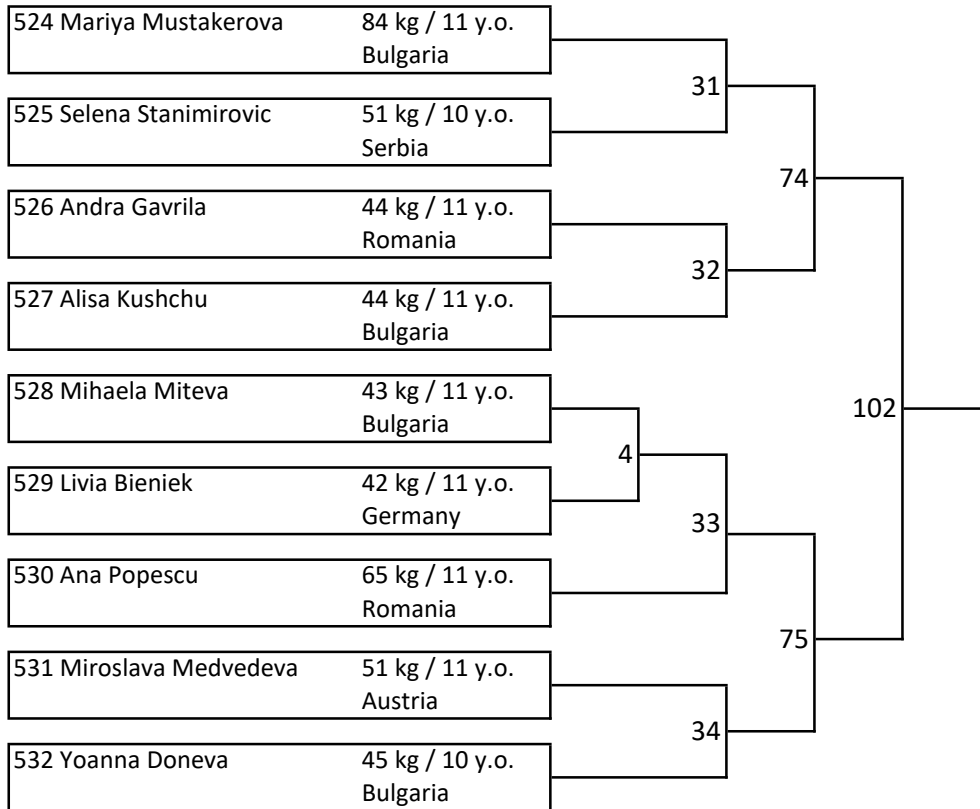 524 Mariya Mustakerova 84 kg / 11 y.o.
Bulgaria
31
525 Selena Stanimirovic 51 kg / 10 y.o.
Serbia
74
526 Andra Gavrila 44 kg / 11 y.o.
Romania
32
527 Alisa Kushchu 44 kg / 11 y.o.
Bulgaria
528 Mihaela Miteva 43 kg / 11 y.o.
Bulgaria
102
4
529 Livia Bieniek 42 kg / 11 y.o.
Germany
33
530 Ana Popescu 65 kg / 11 y.o.
Romania
75
531 Miroslava Medvedeva 51 kg / 11 y.o.
Austria
34
532 Yoanna Doneva 45 kg / 10 y.o.
Bulgaria